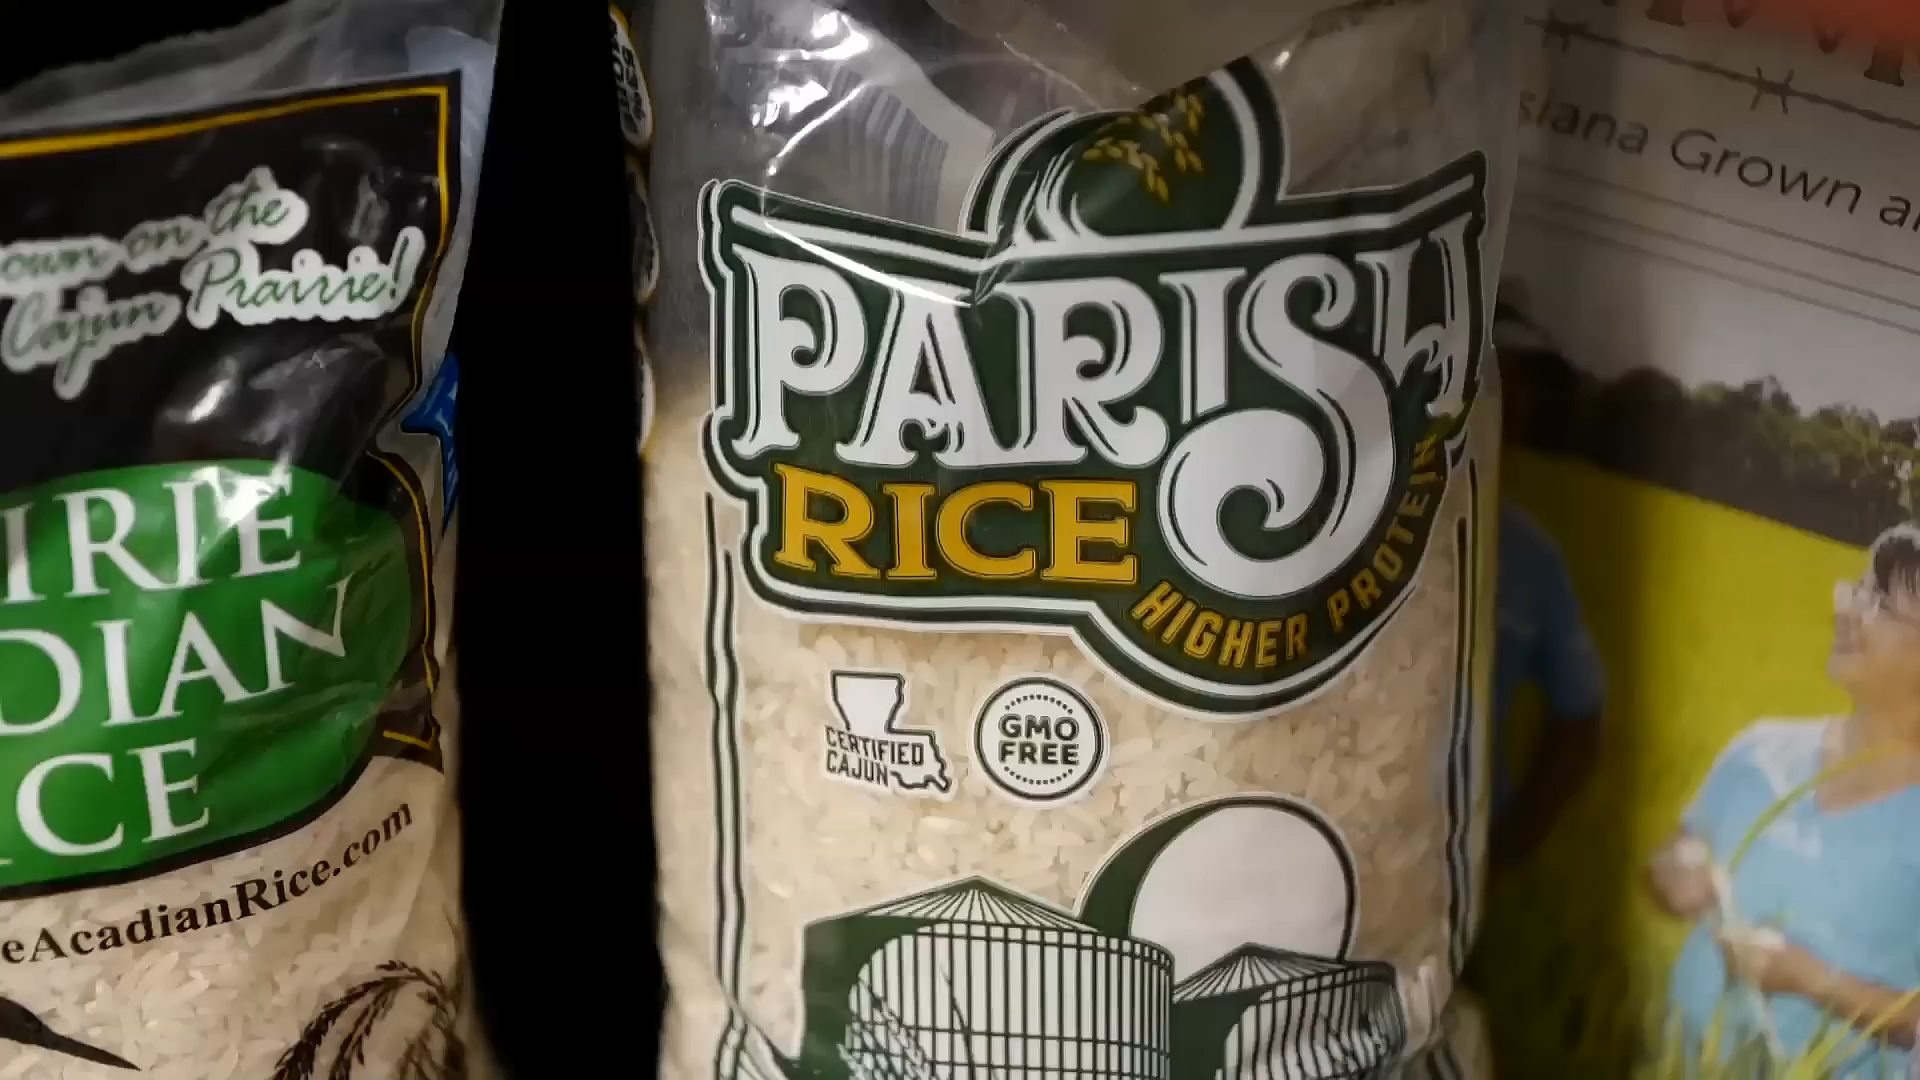 own on the
Cajun Prairie!
IRIE
DIAN
CE
eAcadianRice.com
PARISH
RICE
HIGHER PROTEIN
CERTIFIED
CAJUN
GMO
FREE
siana Grown a